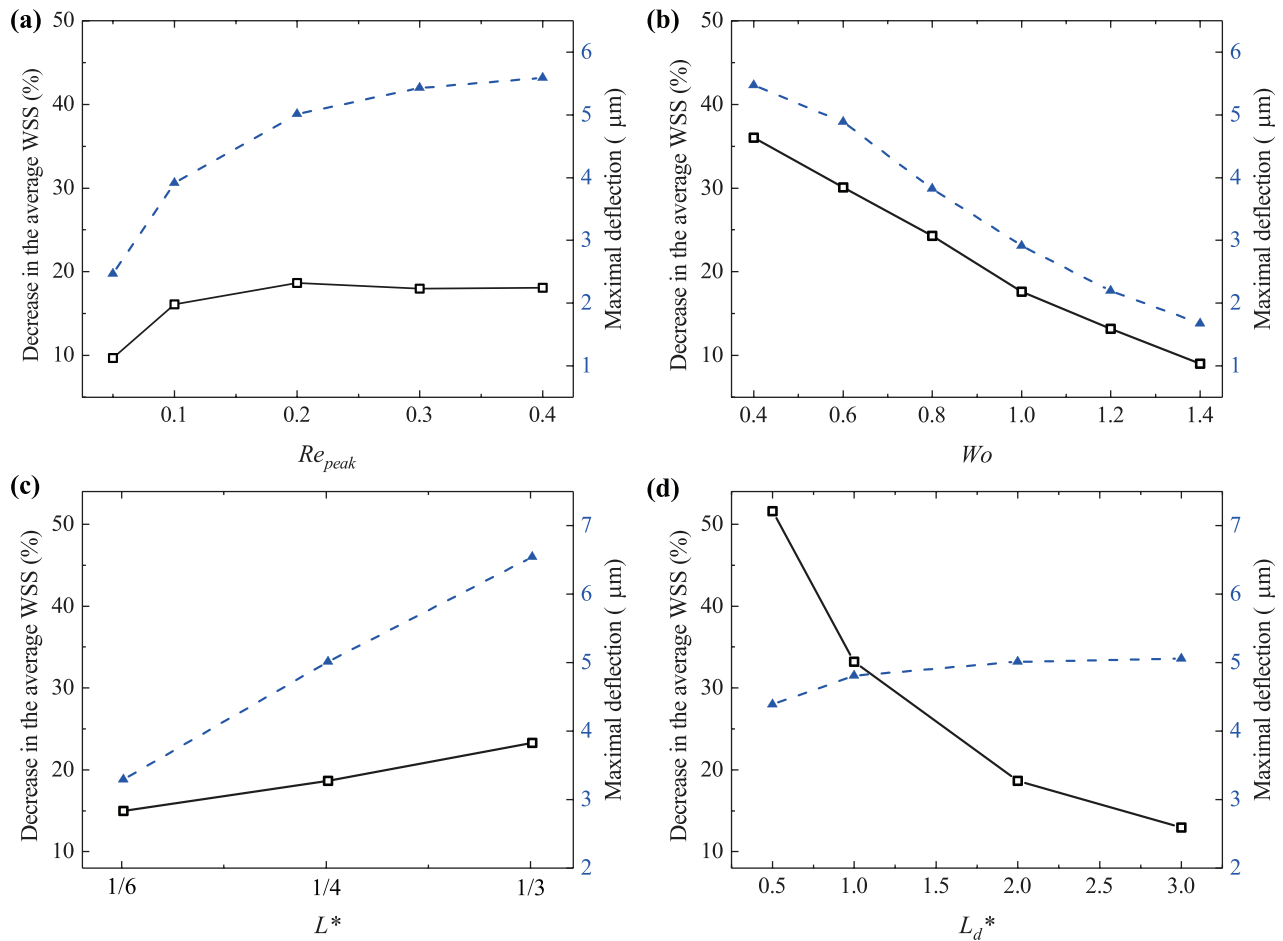 (a)
50
40
30
20
10
Decrease in the average WSS (%)
6
5
4
3
2
1
Maximal deflection ( μm)
0.1 0.2 0.3 0.4
Re_peak
(b)
50
40
30
20
10
Decrease in the average WSS (%)
6
5
4
3
2
1
Maximal deflection ( μm)
0.4 0.6 0.8 1.0 1.2 1.4
Wo
(c)
50
40
30
20
10
Decrease in the average WSS (%)
7
6
5
4
3
2
Maximal deflection ( μm)
1/6 1/4 1/3
L*
(d)
50
40
30
20
10
Decrease in the average WSS (%)
7
6
5
4
3
2
Maximal deflection ( μm)
0.5 1.0 1.5 2.0 2.5 3.0
L_d*